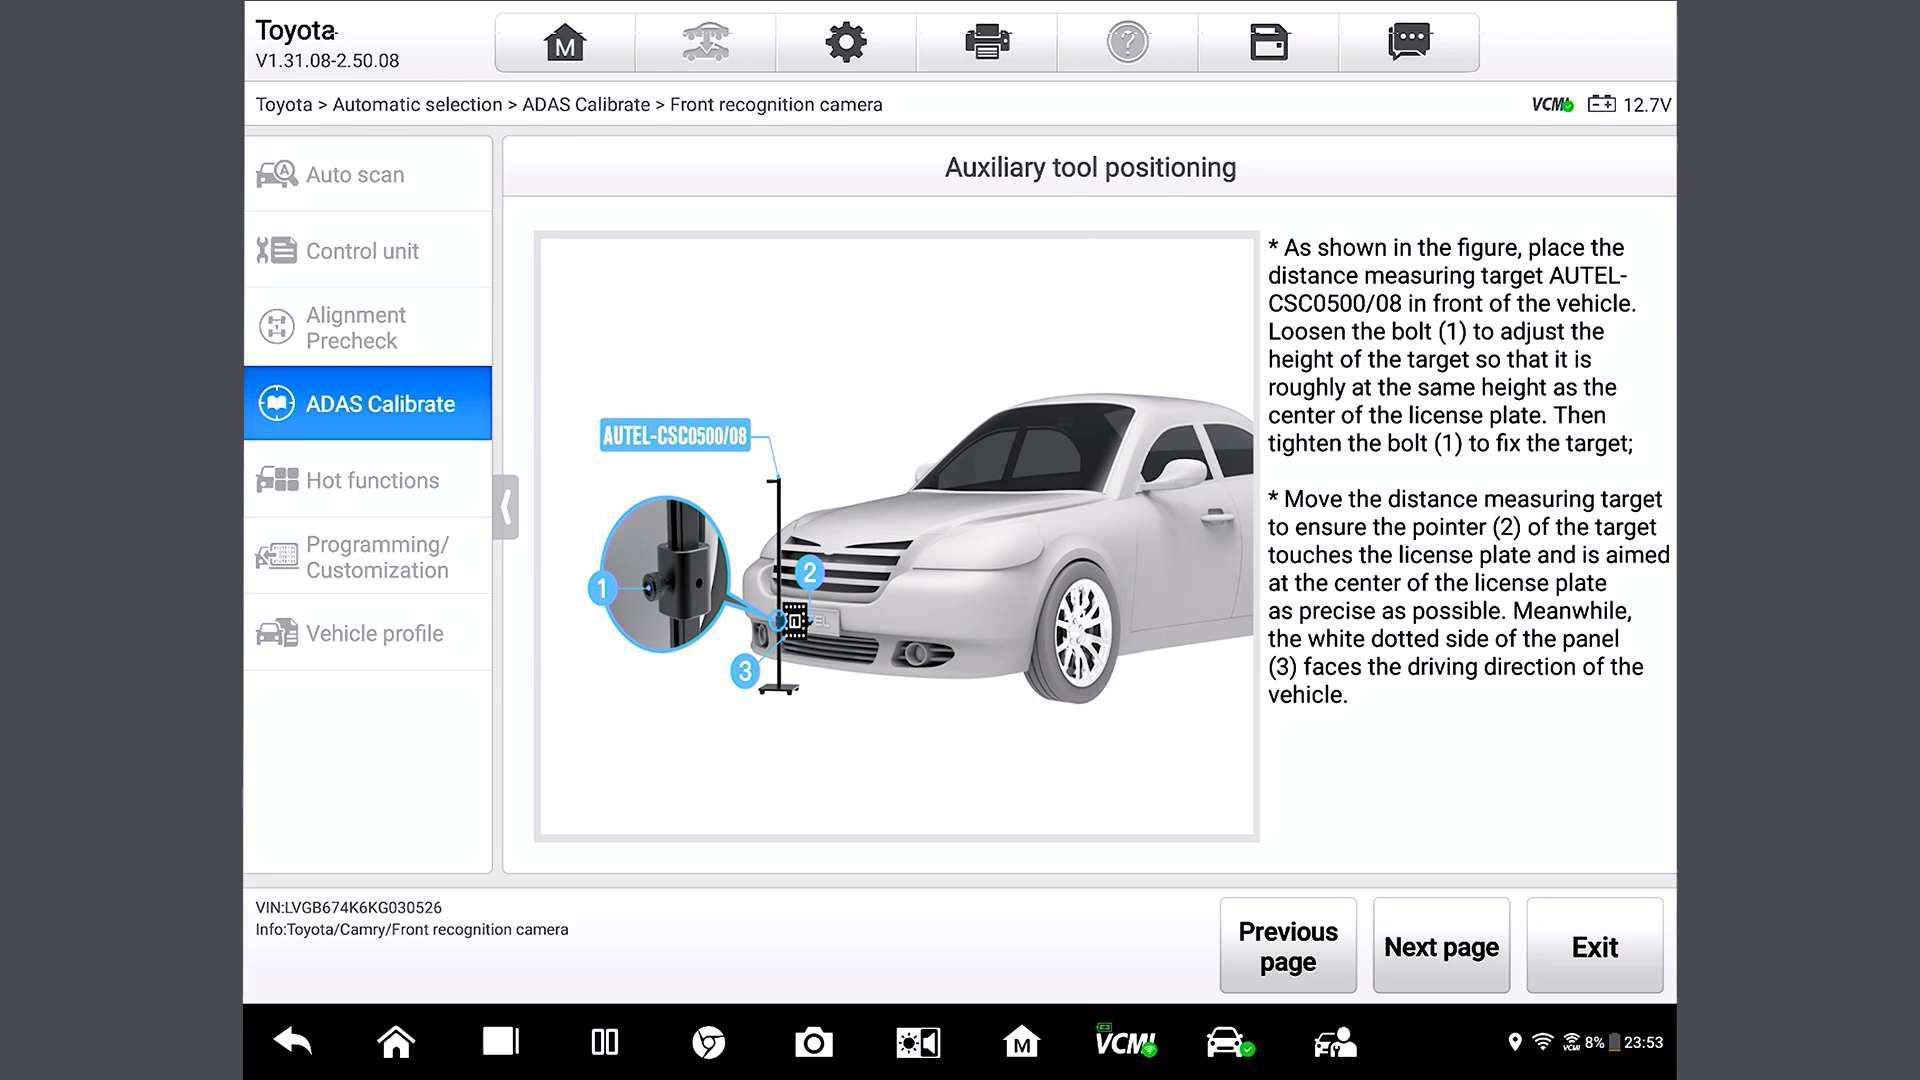 Toyota
V1.31.08-2.50.08
M
?
Toyota > Automatic selection > ADAS Calibrate > Front recognition camera
VCMI
12.7V
A
Auto scan
Control unit
Alignment
Precheck
ADAS Calibrate
Hot functions
Programming/
Customization
Vehicle profile
Auxiliary tool positioning
AUTEL-CSC0500/08
1
2
3
* As shown in the figure, place the
distance measuring target AUTEL-
CSC0500/08 in front of the vehicle.
Loosen the bolt (1) to adjust the
height of the target so that it is
roughly at the same height as the
center of the license plate. Then
tighten the bolt (1) to fix the target;
* Move the distance measuring target
to ensure the pointer (2) of the target
touches the license plate and is aimed
at the center of the license plate
as precise as possible. Meanwhile,
the white dotted side of the panel
(3) faces the driving direction of the
vehicle.
VIN:LVGB674K6KG030526
Info:Toyota/Camry/Front recognition camera
Previous
page
Next page
Exit
M
VCMI
VCMI
8%
23:53